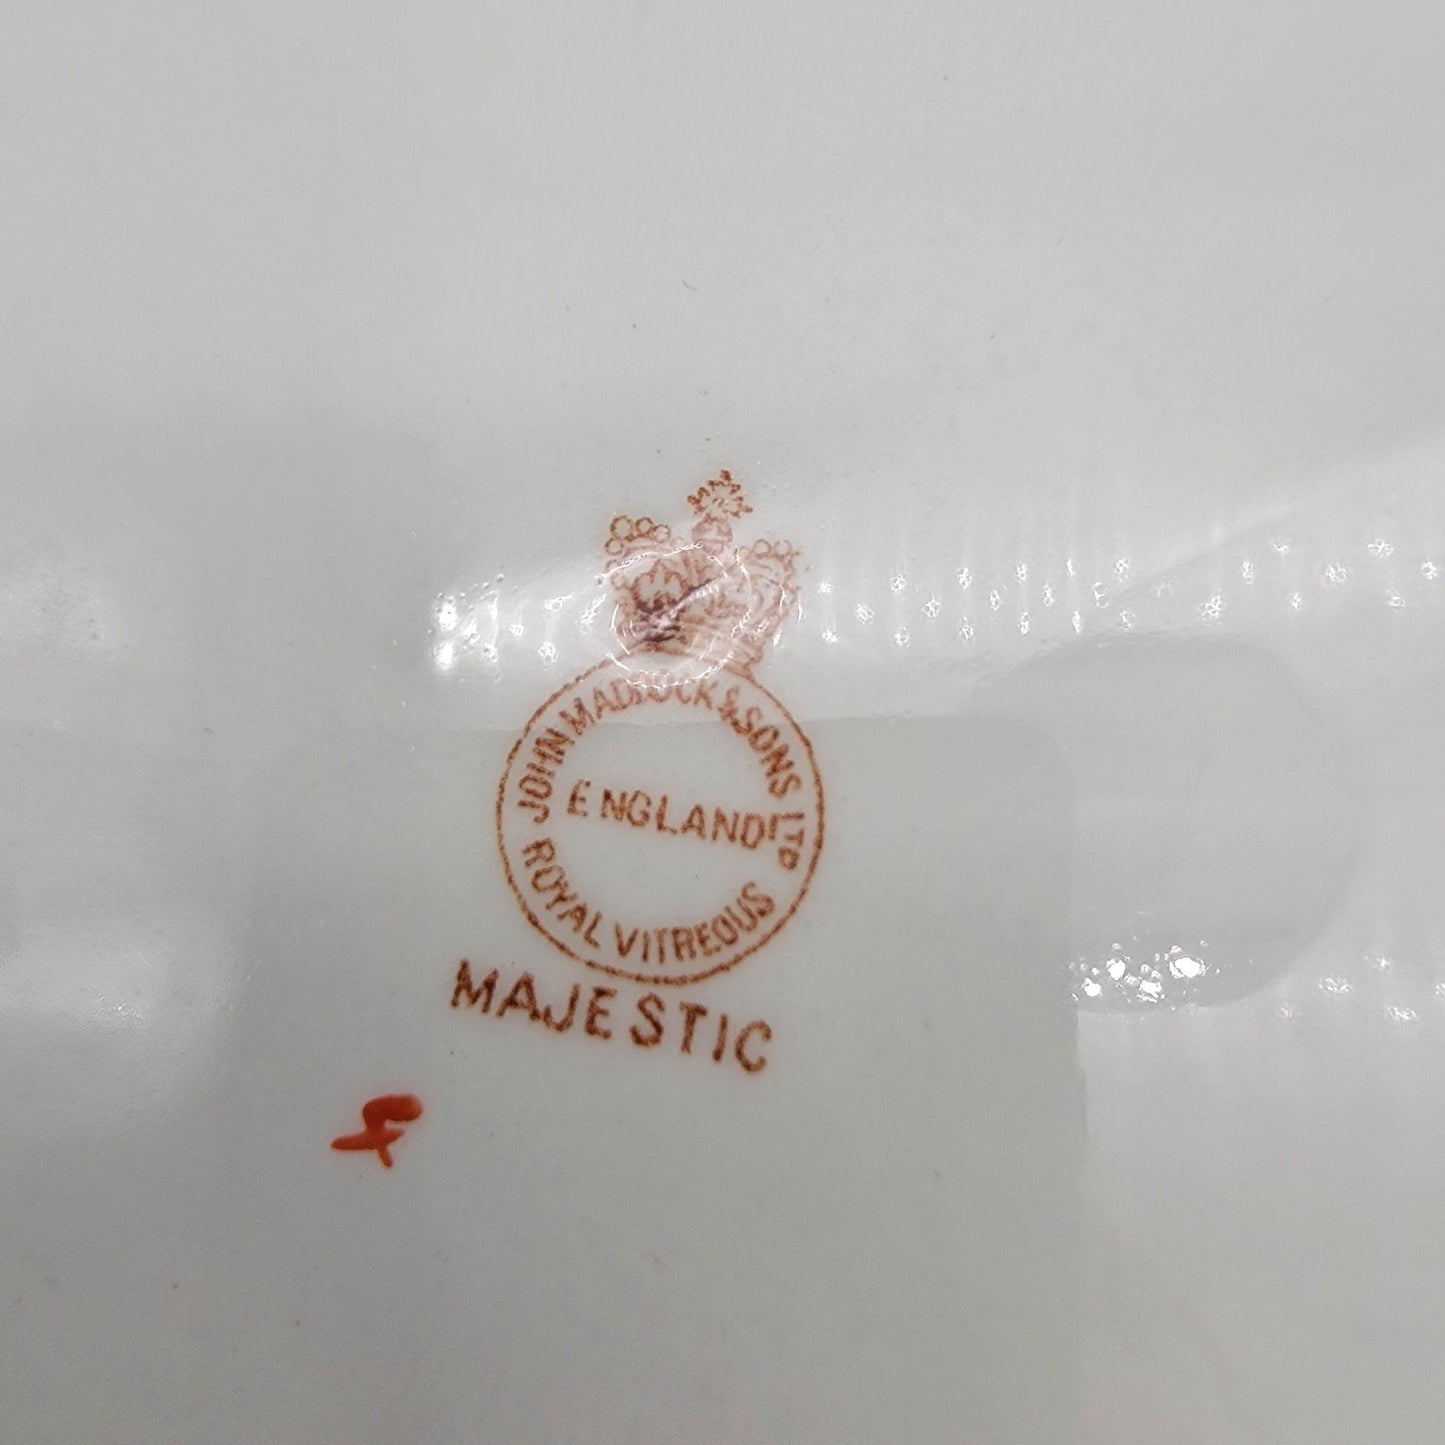 JOHN MADDOCK & SONS LTD
ENGLAND
ROYAL VITREOUS
MAJESTIC